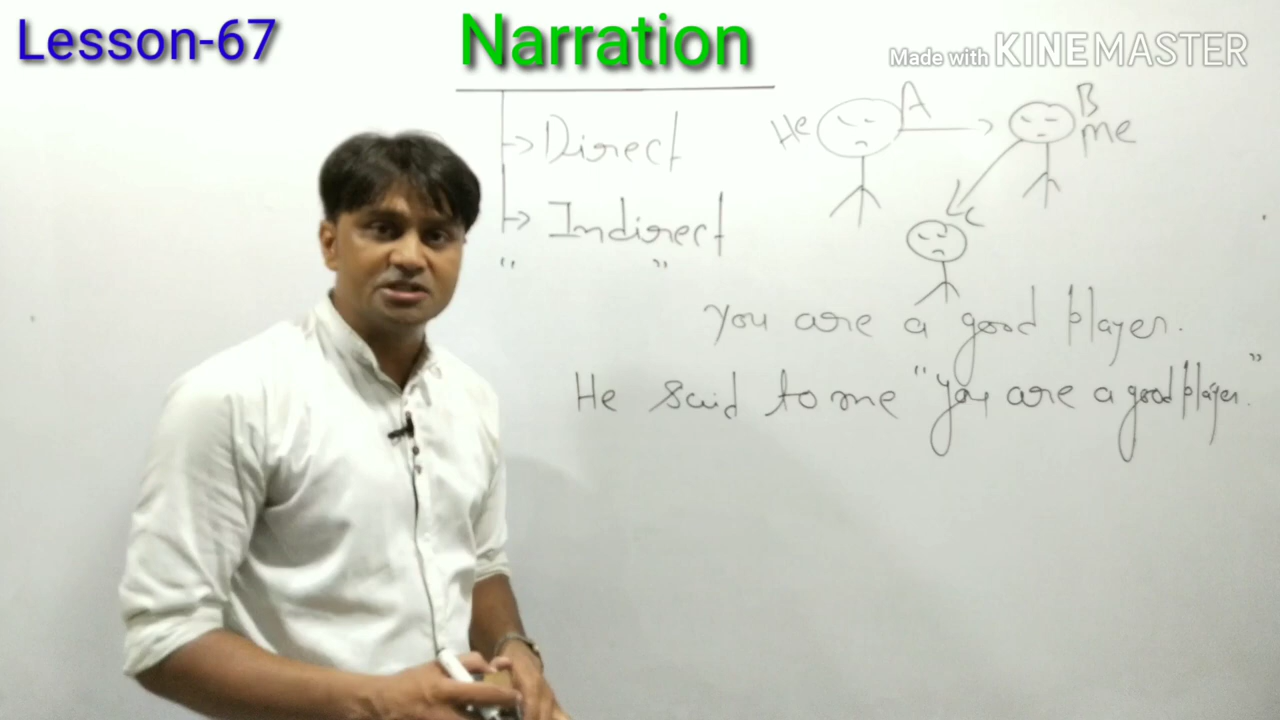 Lesson-67
Narration
Made with KINEMASTER
Direct
Indirect
“ ”
He A B
me
C
You are a good player.
He said to me “you are a good player.”